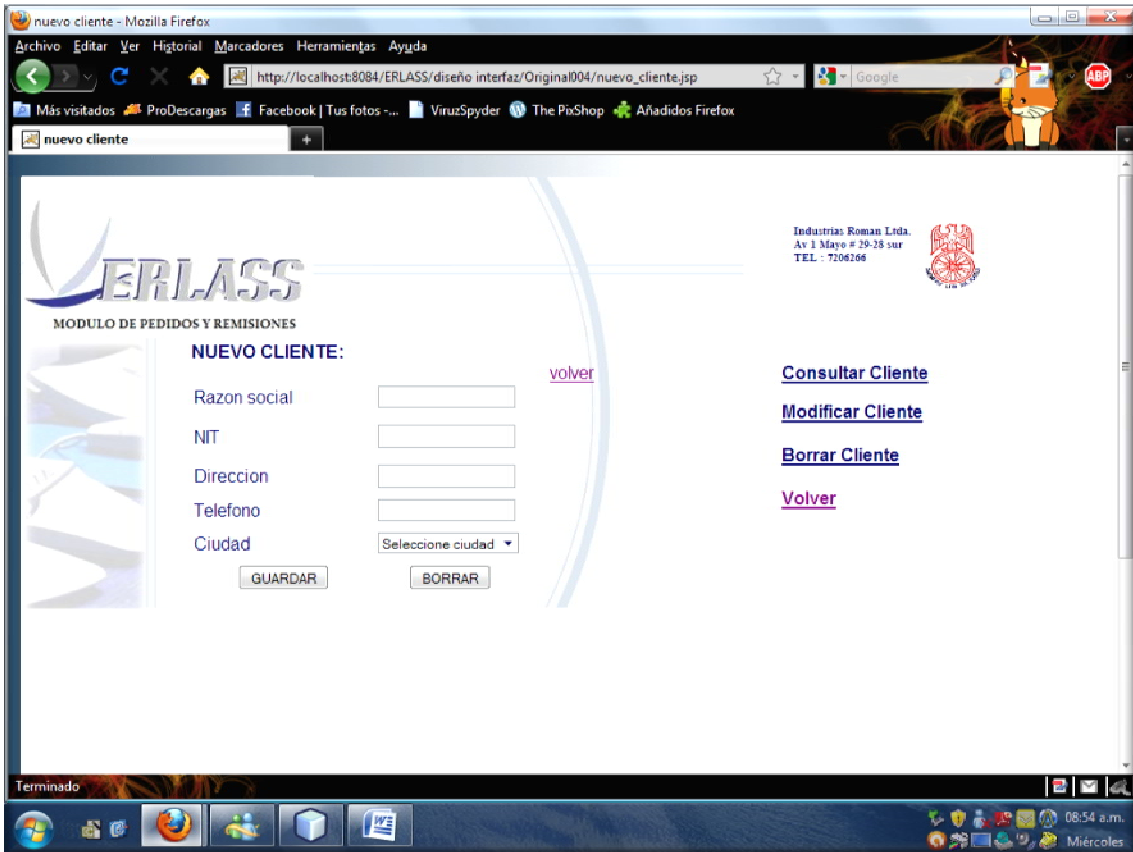 nuevo cliente - Mozilla Firefox
Archivo Editar Ver Historial Marcadores Herramientas Ayuda
http://localhost:8084/ERLASS/diseño interfaz/Original004/nuevo_cliente.jsp
Google
ABP
Más visitados ProDescargas Facebook | Tus fotos -... ViruzSpyder The PixShop Añadidos Firefox
nuevo cliente
Industrias Roman Ltda.
Av 1 Mayo # 29-28 sur
TEL : 7206266
ERLASS
MODULO DE PEDIDOS Y REMISIONES
NUEVO CLIENTE:
volver
Razon social
NIT
Direccion
Telefono
Ciudad
Seleccione ciudad
GUARDAR BORRAR
Consultar Cliente
Modificar Cliente
Borrar Cliente
Volver
Terminado
08:54 a.m.
Miércoles